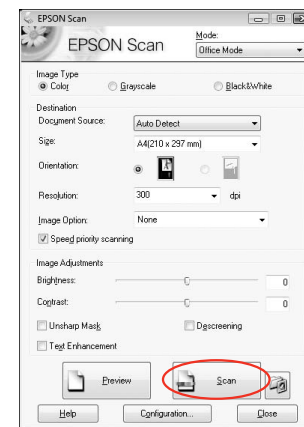 EPSON Scan
EPSON Scan
Mode:
Office Mode
Image Type
Color Grayscale Black&White
Destination
Document Source: Auto Detect
Size: A4(210 x 297 mm)
Orientation:
Resolution: 300 dpi
Image Option: None
Speed priority scanning
Image Adjustments
Brightness: 0
Contrast: 0
Unsharp Mask Descreening
Text Enhancement
Preview Scan
Help Configuration... Close